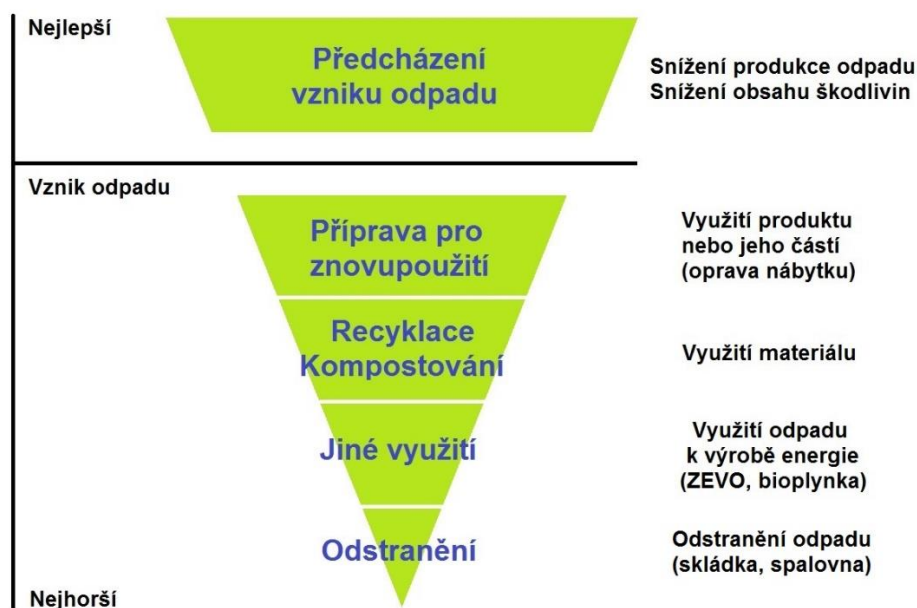 Nejlepší
Předcházení
vzniku odpadu
Snížení produkce odpadu
Snížení obsahu škodlivin
Vznik odpadu
Příprava pro
znovupoužití
Využití produktu
nebo jeho částí
(oprava nábytku)
Recyklace
Kompostování
Využití materiálu
Jiné využití
Využití odpadu
k výrobě energie
(ZEVO, bioplynka)
Odstranění
Odstranění odpadu
(skládka, spalovna)
Nejhorší